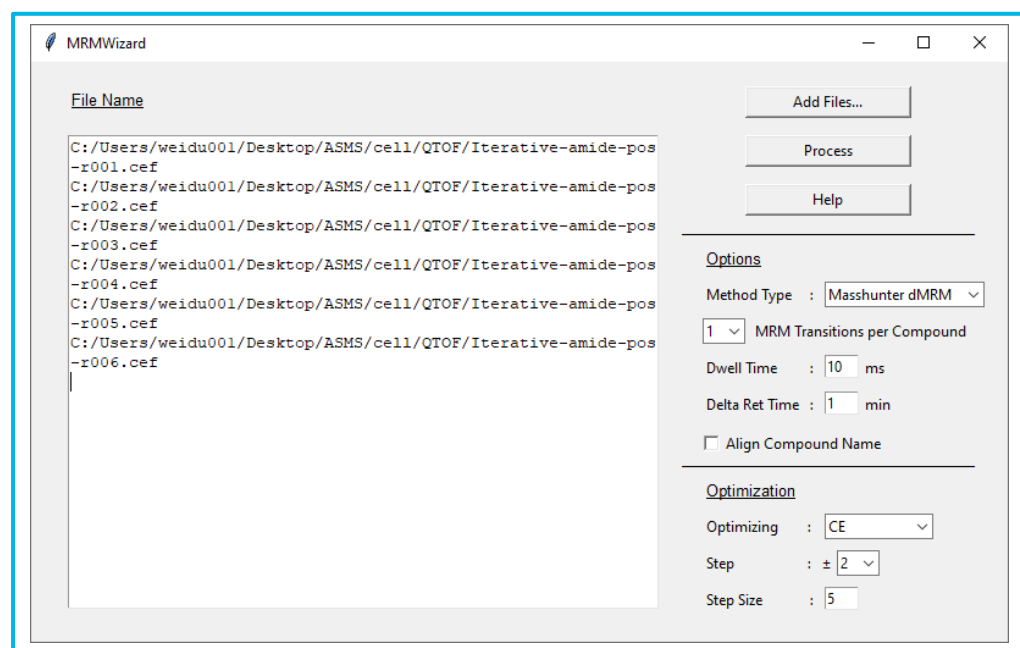 MRMWizard
File Name
C:/Users/weidu001/Desktop/ASMS/cell/QTOF/Iterative-amide-pos
-r001.cef
C:/Users/weidu001/Desktop/ASMS/cell/QTOF/Iterative-amide-pos
-r002.cef
C:/Users/weidu001/Desktop/ASMS/cell/QTOF/Iterative-amide-pos
-r003.cef
C:/Users/weidu001/Desktop/ASMS/cell/QTOF/Iterative-amide-pos
-r004.cef
C:/Users/weidu001/Desktop/ASMS/cell/QTOF/Iterative-amide-pos
-r005.cef
C:/Users/weidu001/Desktop/ASMS/cell/QTOF/Iterative-amide-pos
-r006.cef
Add Files...
Process
Help
Options
Method Type : Masshunter dMRM
1 MRM Transitions per Compound
Dwell Time : 10 ms
Delta Ret Time : 1 min
Align Compound Name
Optimization
Optimizing : CE
Step : ± 2
Step Size : 5